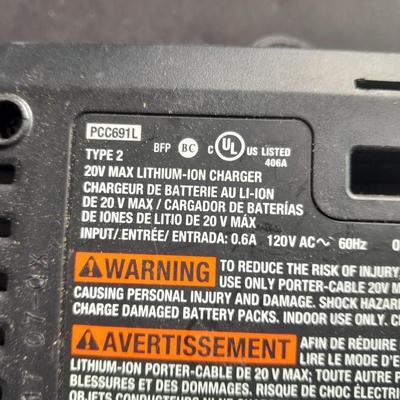 PCC691L
BFP BC C UL US LISTED
406A
TYPE 2
20V MAX LITHIUM-ION CHARGER
CHARGEUR DE BATTERIE AU LI-ION
DE 20 V MAX / CARGADOR DE BATERÍAS
DE IONES DE LITIO DE 20 V MÁX
INPUT/ENTRÉE/ ENTRADA: 0.6A 120V AC~ 60Hz
WARNING TO REDUCE THE RISK OF INJURY,
USE ONLY PORTER-CABLE 20V M
CAUSING PERSONAL INJURY AND DAMAGE. SHOCK HAZAR
CHARGE DAMAGED BATTERY PACKS. INDOOR USE ONLY. C
AVERTISSEMENT AFIN DE RÉDUIRE
LIRE LE MODE D'E
LITHIUM-ION PORTER-CABLE DE 20 V MAX; TOUTE AUTRE P
BLESSURES ET DES DOMMAGES. RISQUE DE CHOC ÉLECTRI